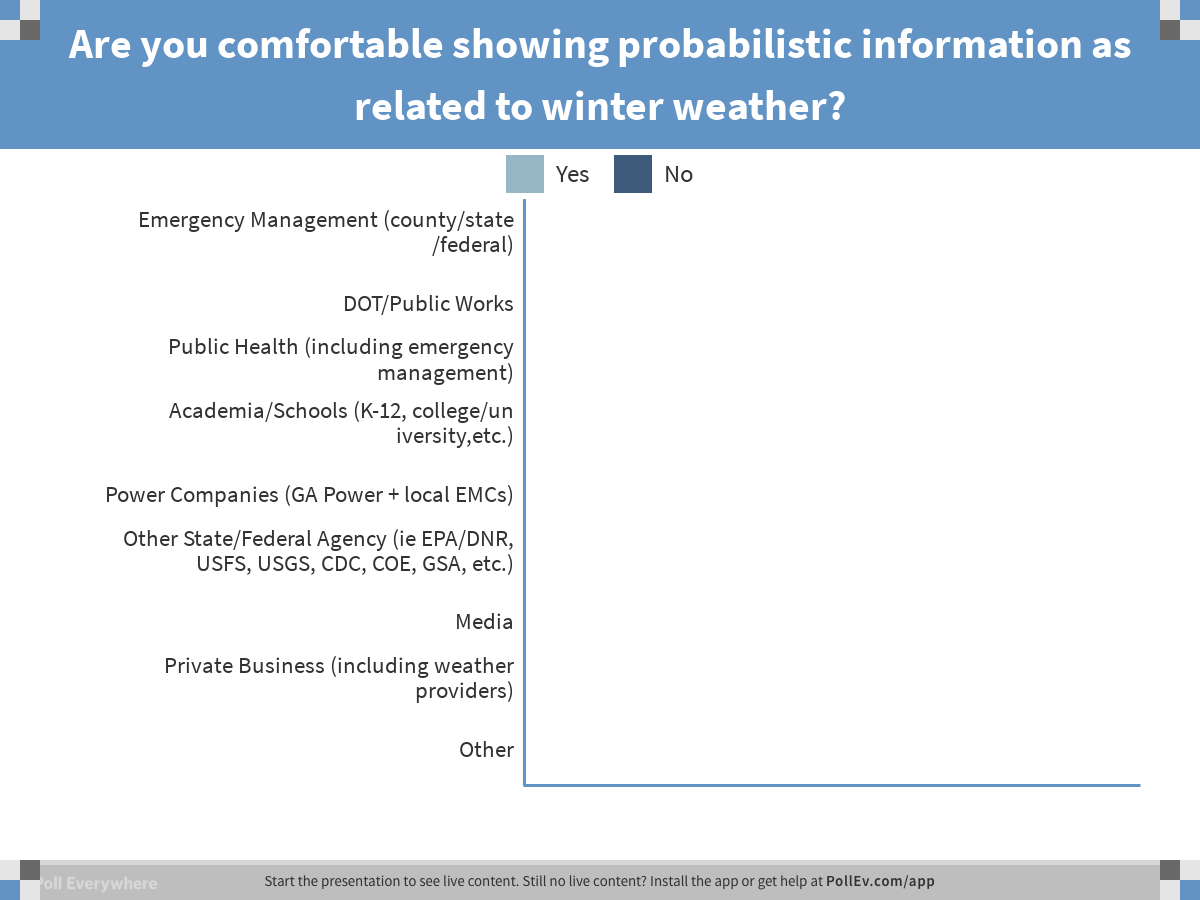 Are you comfortable showing probabilistic information as
related to winter weather?
Yes No
Emergency Management (county/state
/federal)
DOT/Public Works
Public Health (including emergency
management)
Academia/Schools (K-12, college/un
iversity,etc.)
Power Companies (GA Power + local EMCs)
Other State/Federal Agency (ie EPA/DNR,
USFS, USGS, CDC, COE, GSA, etc.)
Media
Private Business (including weather
providers)
Other
Poll Everywhere
Start the presentation to see live content. Still no live content? Install the app or get help at PollEv.com/app